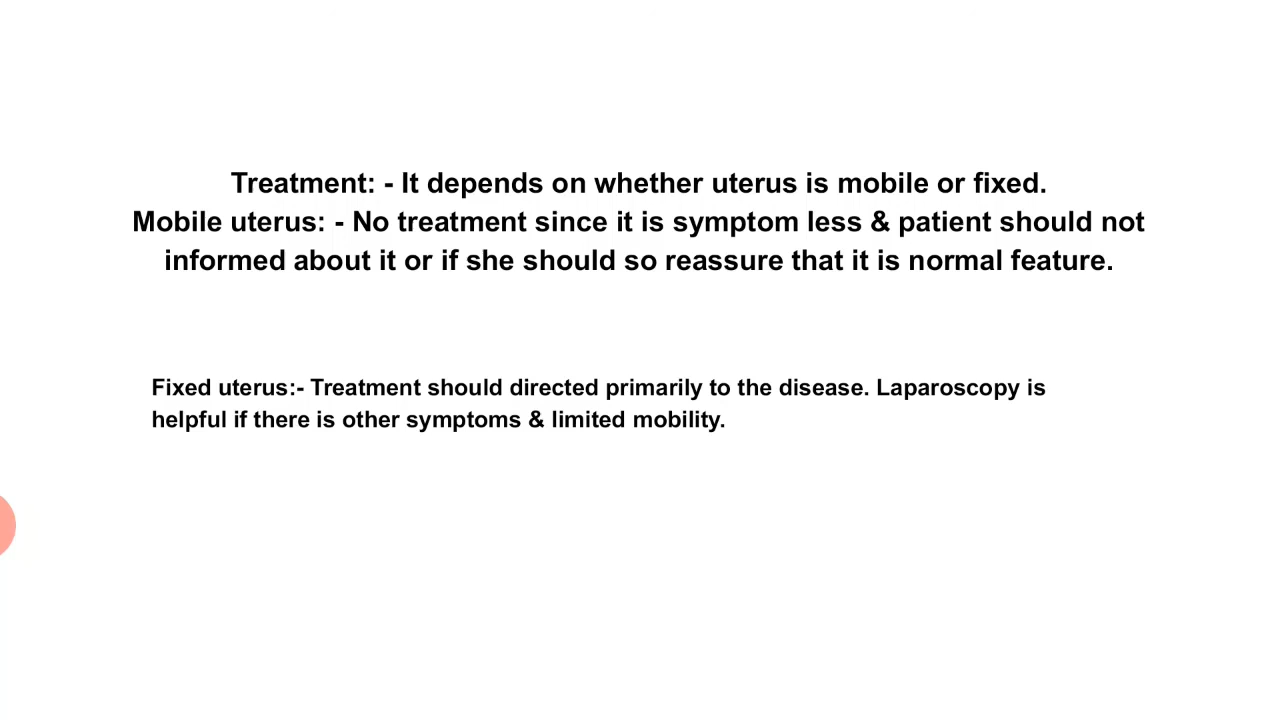 Treatment: - It depends on whether uterus is mobile or fixed.
Mobile uterus: - No treatment since it is symptom less & patient should not
informed about it or if she should so reassure that it is normal feature.
Fixed uterus:- Treatment should directed primarily to the disease. Laparoscopy is
helpful if there is other symptoms & limited mobility.